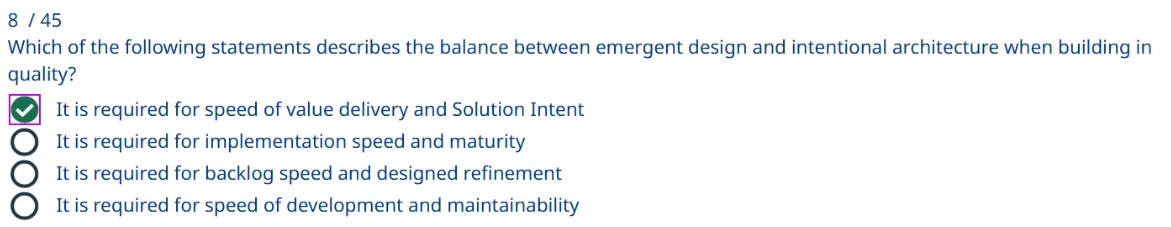 8 / 45
Which of the following statements describes the balance between emergent design and intentional architecture when building in
quality?
It is required for speed of value delivery and Solution Intent
It is required for implementation speed and maturity
It is required for backlog speed and designed refinement
It is required for speed of development and maintainability